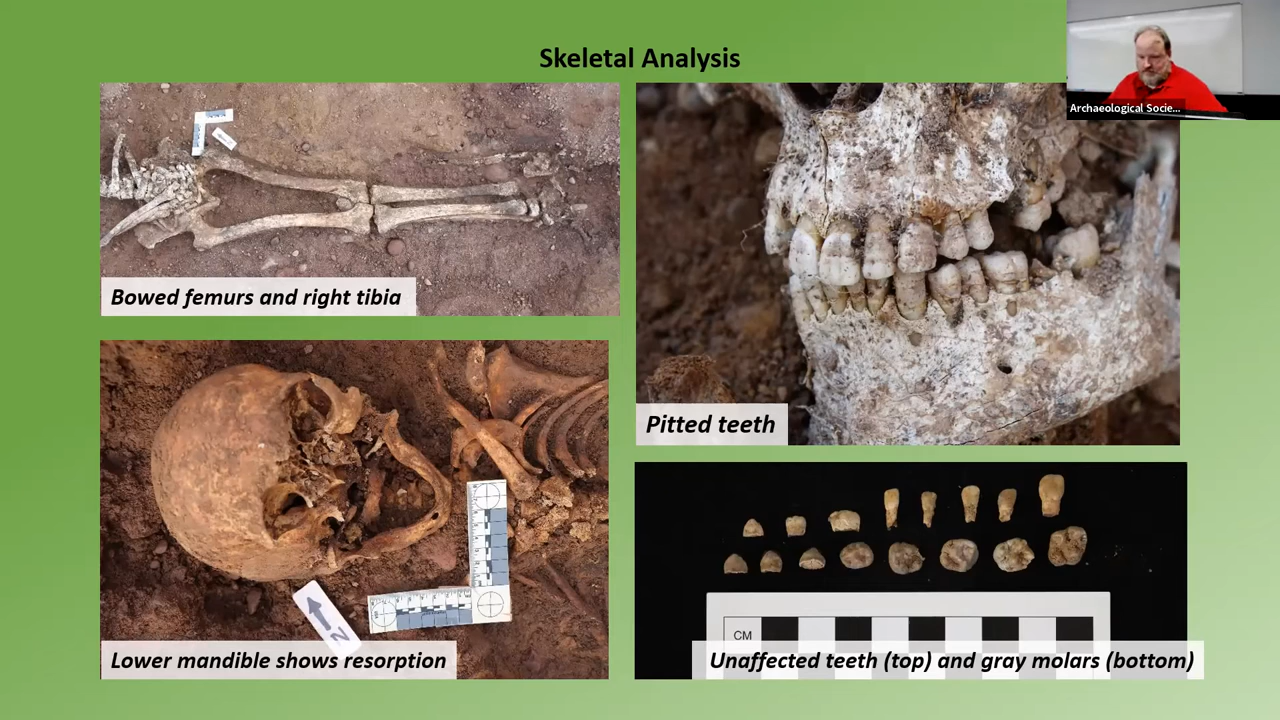 Skeletal Analysis
Archaeological Socie...
Bowed femurs and right tibia
Pitted teeth
N
Lower mandible shows resorption
CM
Unaffected teeth (top) and gray molars (bottom)